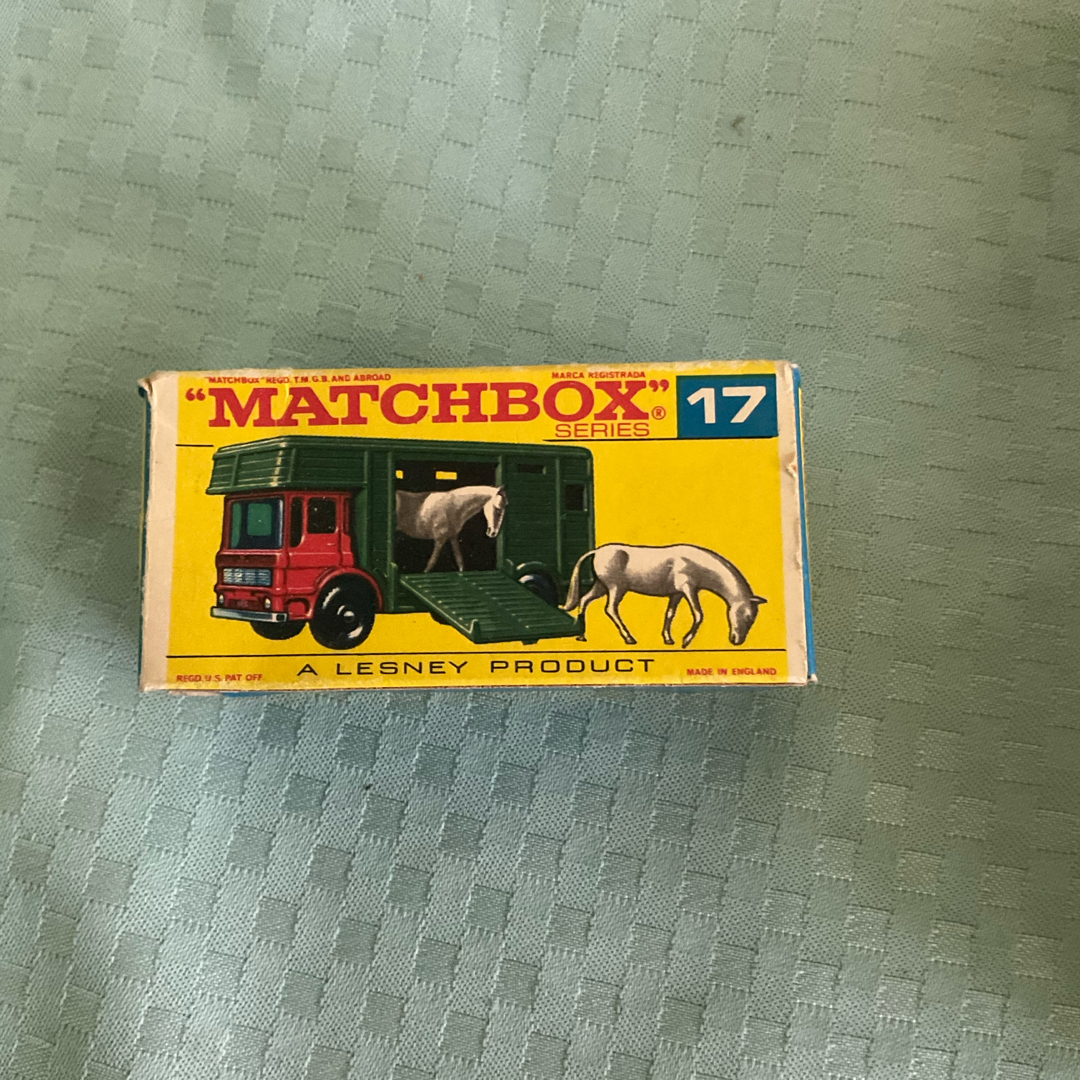 "MATCHBOX" REGD. T.M. G.B. AND ABROAD MARCA REGISTRADA
"MATCHBOX"® 17
SERIES
A LESNEY PRODUCT
REGD. U.S. PAT OFF. MADE IN ENGLAND